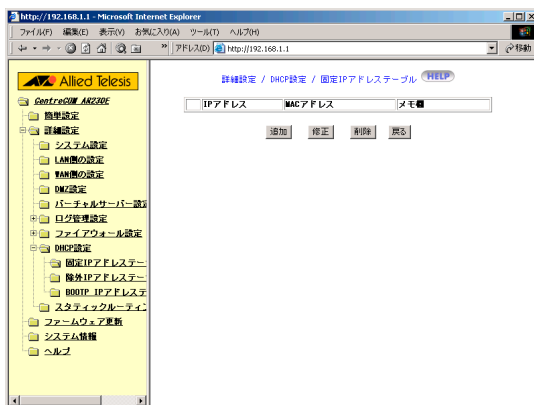 http://192.168.1.1 - Microsoft Internet Explorer
ファイル(F) 編集(E) 表示(V) お気に入り(A) ツール(T) ヘルプ(H)
アドレス(D) http://192.168.1.1 移動
Allied Telesis
CentreCOM AR230E
簡単設定
詳細設定
システム設定
LAN側の設定
WAN側の設定
DMZ設定
バーチャルサーバー設定
ログ管理設定
ファイアウォール設定
DHCP設定
固定IPアドレステー
除外IPアドレステー
BOOTP IPアドレステ
スタティックルーティ
ファームウェア更新
システム情報
ヘルプ
詳細設定 / DHCP設定 / 固定IPアドレステーブル HELP
IPアドレス MACアドレス メモ欄
追加 修正 削除 戻る